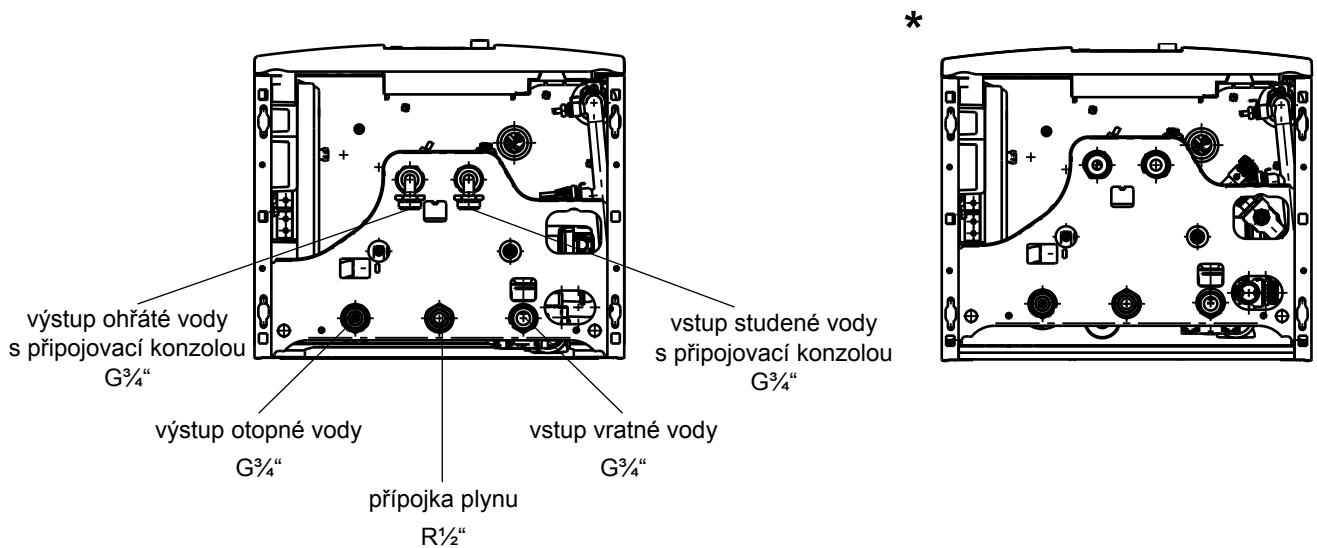 *
výstup ohřáté vody
s připojovací konzolou
G¾“
vstup studené vody
s připojovací konzolou
G¾“
výstup otopné vody
G¾“
vstup vratné vody
G¾“
přípojka plynu
R½“